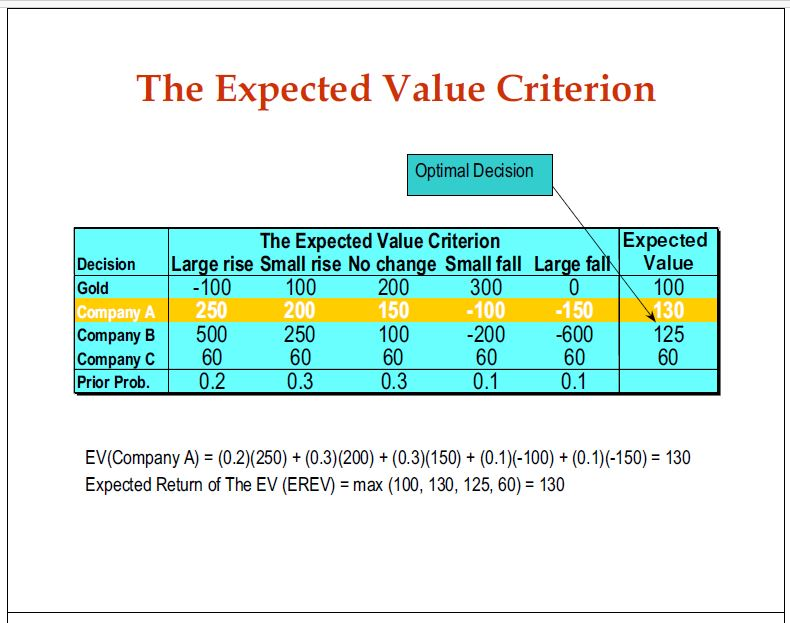 The Expected Value Criterion
Optimal Decision
The Expected Value Criterion Expected
Decision Large rise Small rise No change Small fall Large fall Value
Gold -100 100 200 300 0 100
Company A 250 200 150 -100 -150 130
Company B 500 250 100 -200 -600 125
Company C 60 60 60 60 60 60
Prior Prob. 0.2 0.3 0.3 0.1 0.1
EV(Company A) = (0.2)(250) + (0.3)(200) + (0.3)(150) + (0.1)(-100) + (0.1)(-150) = 130
Expected Return of The EV (EREV) = max (100, 130, 125, 60) = 130